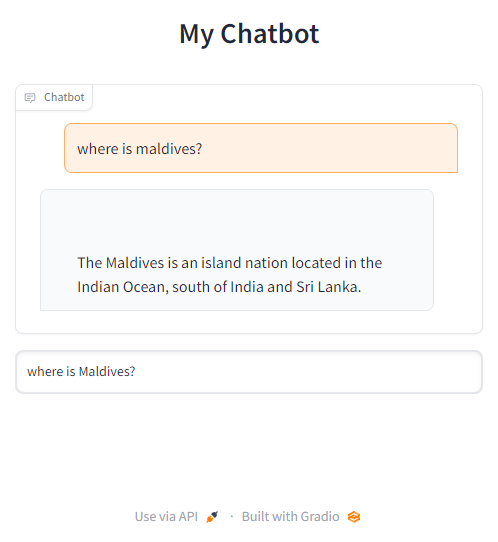 My Chatbot
Chatbot
where is maldives?
The Maldives is an island nation located in the
Indian Ocean, south of India and Sri Lanka.
where is Maldives?
Use via API · Built with Gradio